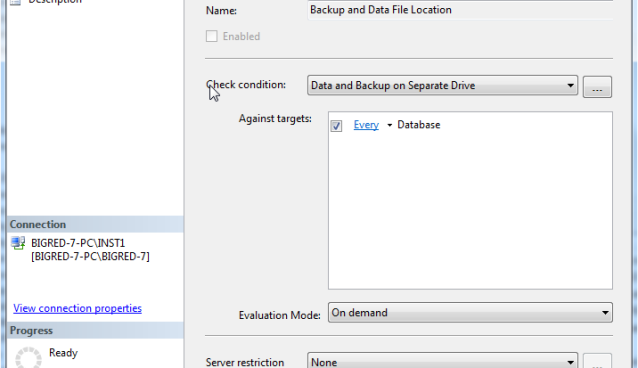 Description
Name: Backup and Data File Location
Enabled
Check condition: Data and Backup on Separate Drive ...
Against targets: Every Database
Connection
BIGRED-7-PC\INST1
[BIGRED-7-PC\BIGRED-7]
View connection properties
Evaluation Mode: On demand
Progress
Ready
Server restriction None ...